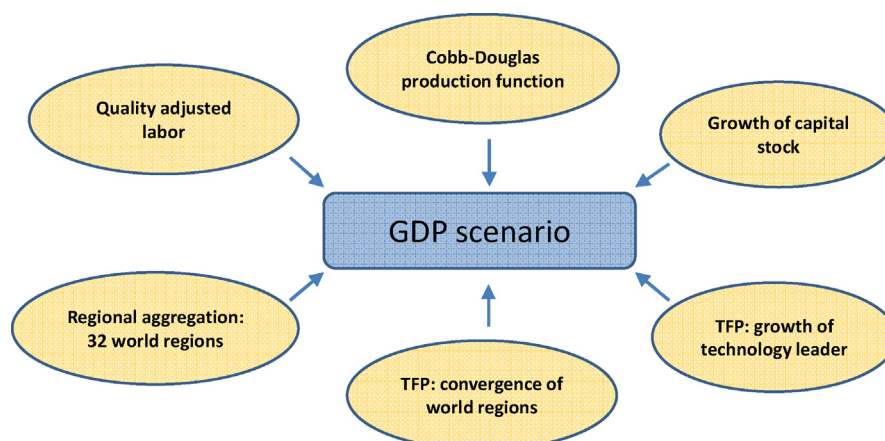 Cobb-Douglas
production function
Quality adjusted
labor
Growth of capital
stock
GDP scenario
Regional aggregation:
32 world regions
TFP: growth of
technology leader
TFP: convergence of
world regions